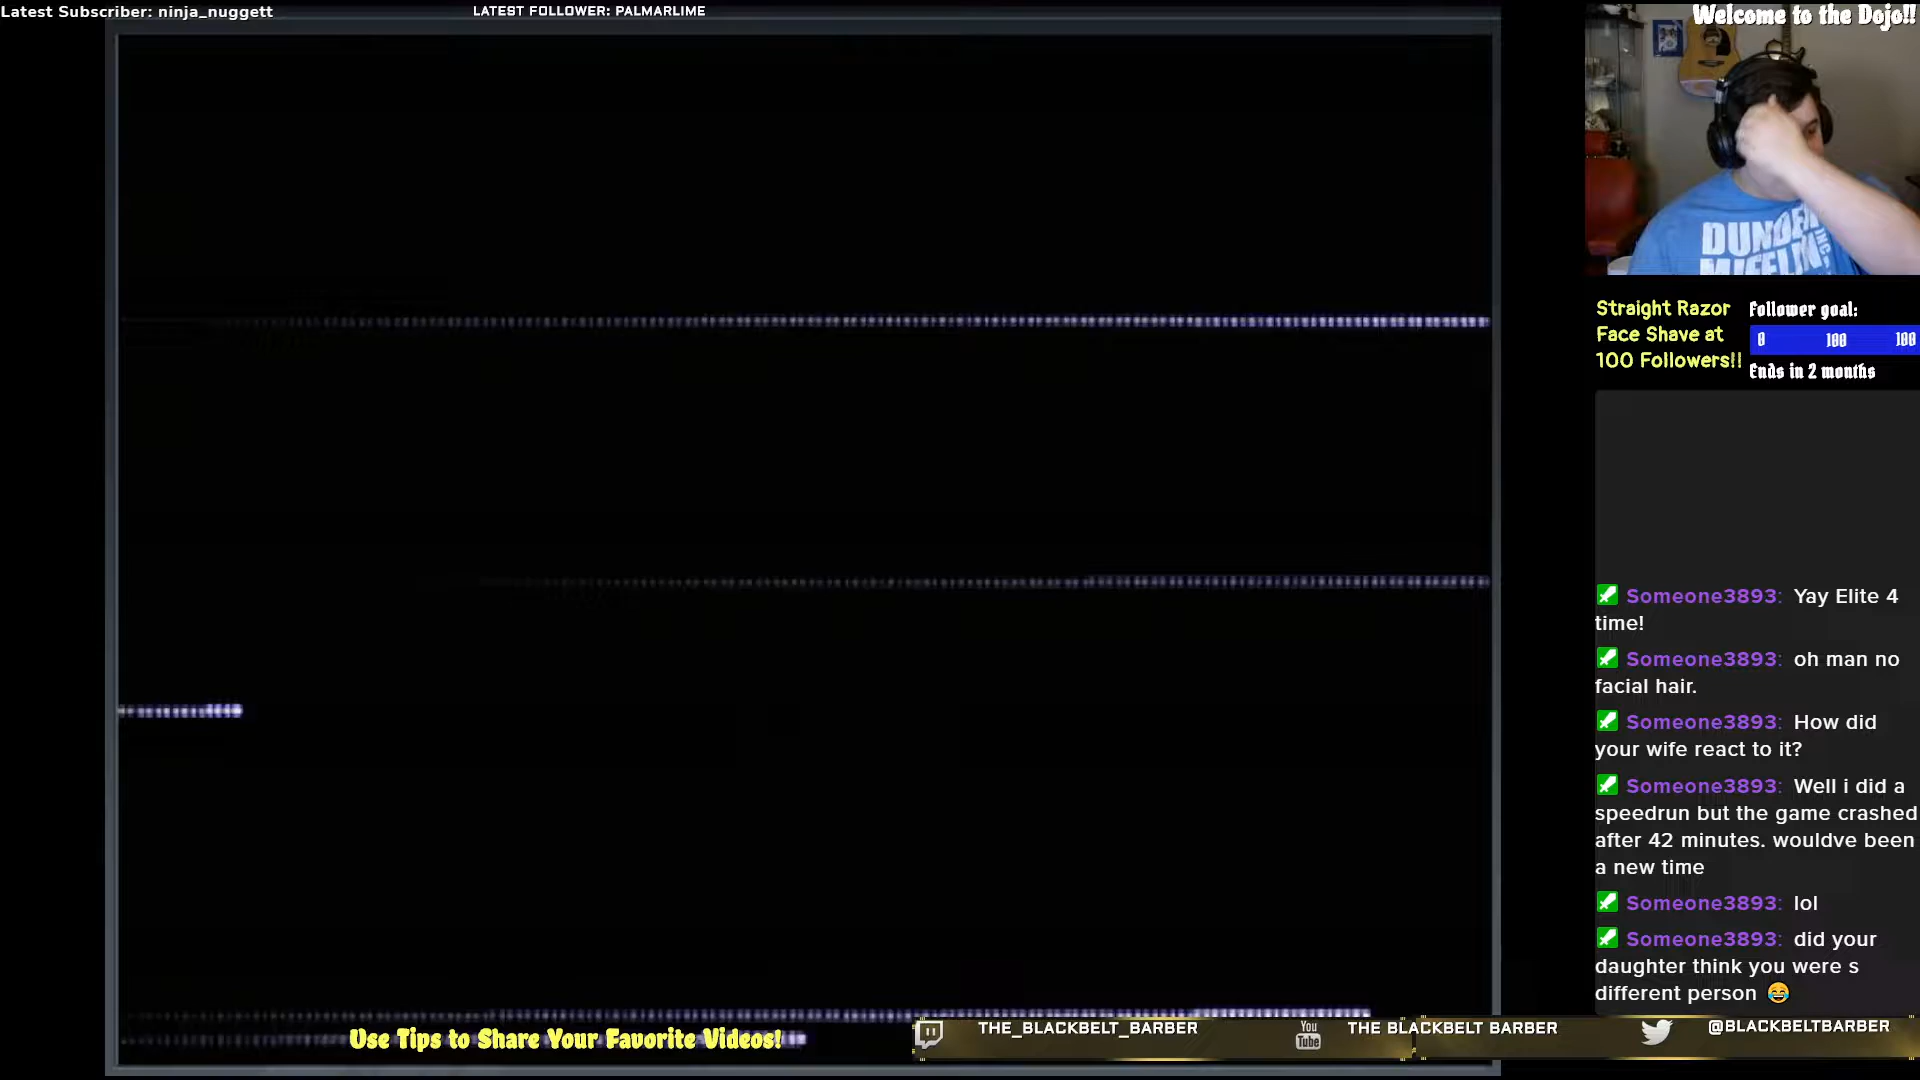 Latest Subscriber: ninja_nuggett
LATEST FOLLOWER: PALMARLIME
Welcome to the Dojo!!
DUNDER
MIFFLIN
INC
Straight Razor
Face Shave at
100 Followers!!
Follower goal:
0 100 100
Ends in 2 months
Someone3893: Yay Elite 4
time!
Someone3893: oh man no
facial hair.
Someone3893: How did
your wife react to it?
Someone3893: Well i did a
speedrun but the game crashed
after 42 minutes. wouldve been
a new time
Someone3893: lol
Someone3893: did your
daughter think you were s
different person 😂
Use Tips to Share Your Favorite Videos!
THE_BLACKBELT_BARBER
You
Tube
THE BLACKBELT BARBER
@BLACKBELTBARBER